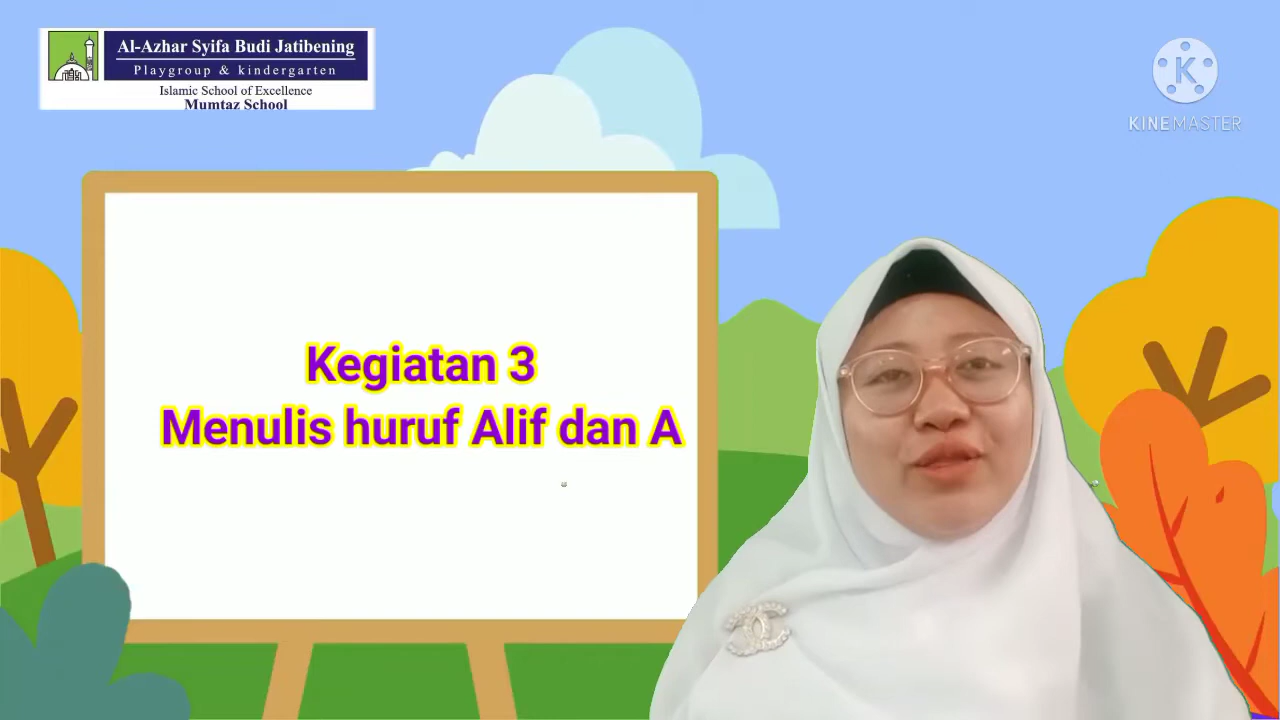 Al-Azhar Syifa Budi Jatibening
Playgroup & kindergarten
Islamic School of Excellence
Mumtaz School
K
KINEMASTER
Kegiatan 3
Menulis huruf Alif dan A